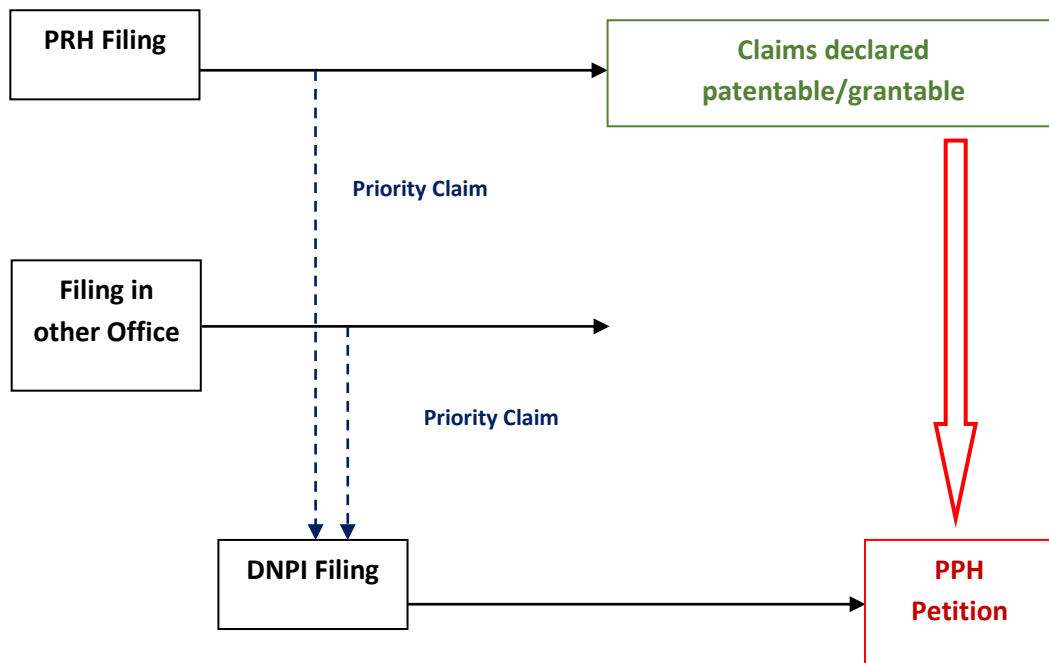 PRH Filing
Claims declared
patentable/grantable
Priority Claim
Filing in
other Office
Priority Claim
DNPI Filing
PPH
Petition